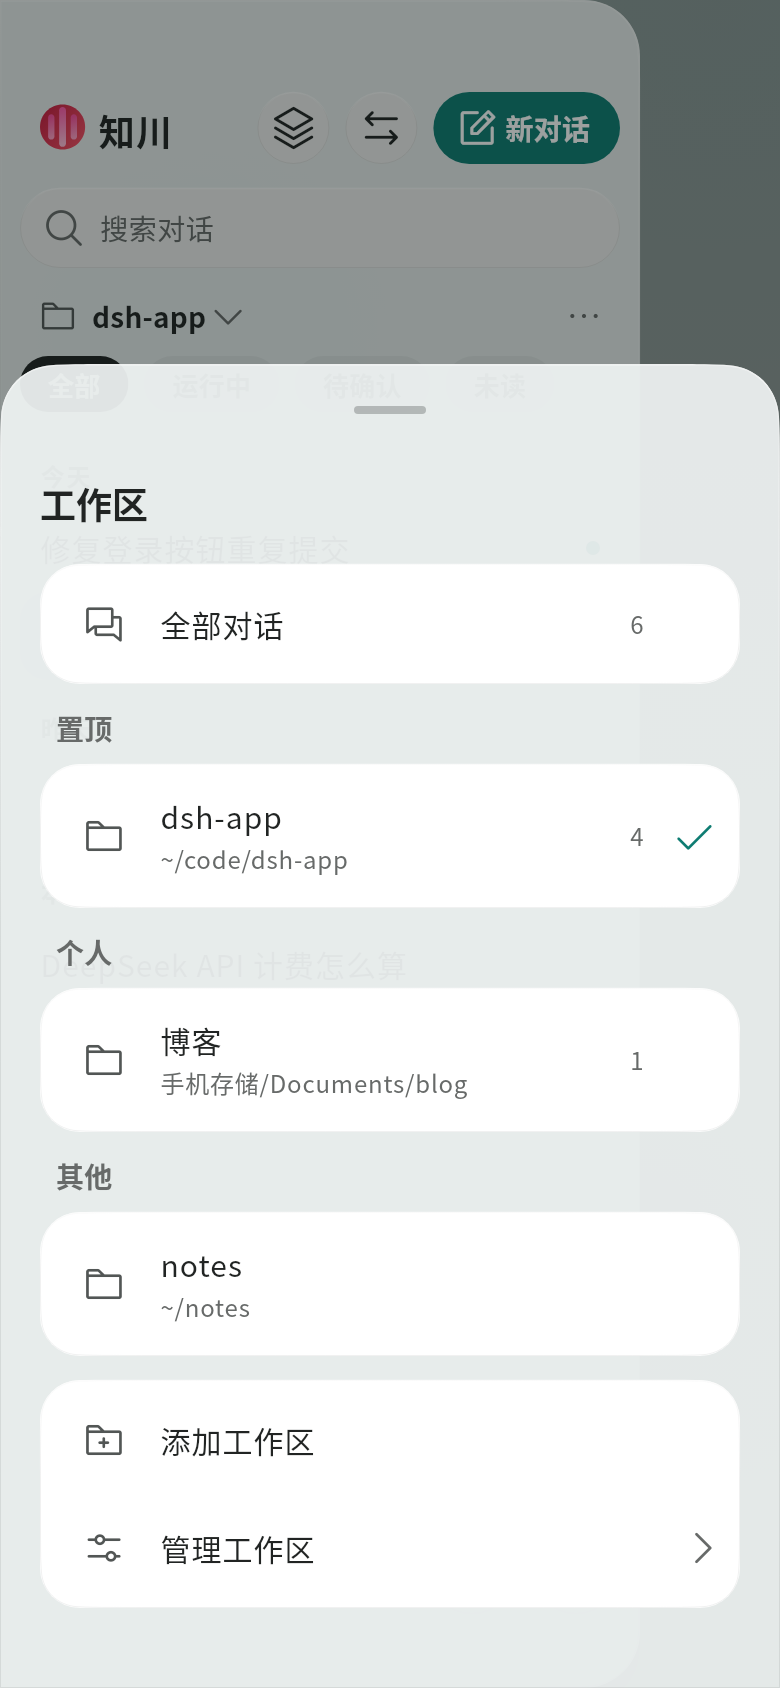 知川
新对话
搜索对话
dsh-app
全部
运行中
待确认
未读
今天
工作区
修复登录按钮重复提交
全部对话
6
置顶
dsh-app
~/code/dsh-app
4
个人
DeepSeek API 计费怎么算
博客
手机存储/Documents/blog
1
其他
notes
~/notes
添加工作区
管理工作区